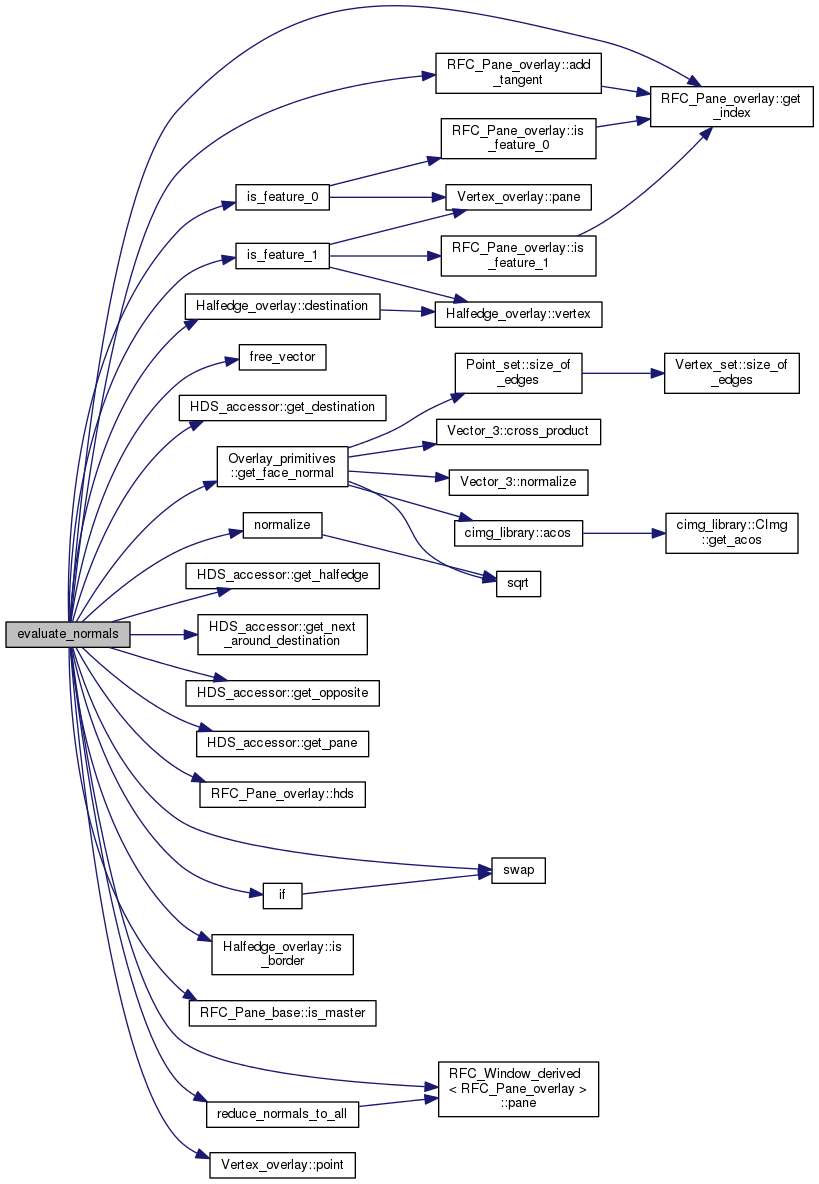 RFC_Pane_overlay::add
_tangent
RFC_Pane_overlay::get
_index
RFC_Pane_overlay::is
_feature_0
is_feature_0
Vertex_overlay::pane
is_feature_1
RFC_Pane_overlay::is
_feature_1
Halfedge_overlay::destination
Halfedge_overlay::vertex
free_vector
Point_set::size_of
_edges
Vertex_set::size_of
_edges
HDS_accessor::get_destination
Vector_3::cross_product
Overlay_primitives
::get_face_normal
Vector_3::normalize
normalize
cimg_library::acos
cimg_library::CImg
::get_acos
HDS_accessor::get_halfedge
sqrt
evaluate_normals
HDS_accessor::get_next
_around_destination
HDS_accessor::get_opposite
HDS_accessor::get_pane
RFC_Pane_overlay::hds
swap
if
Halfedge_overlay::is
_border
RFC_Pane_base::is_master
RFC_Window_derived
< RFC_Pane_overlay >
::pane
reduce_normals_to_all
Vertex_overlay::point